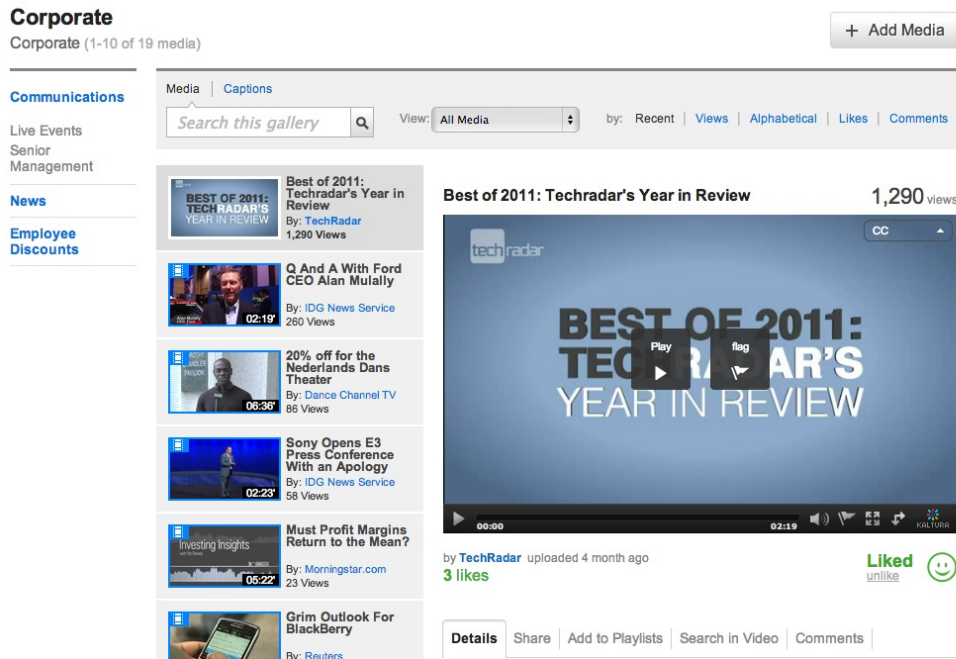 Corporate
Corporate (1-10 of 19 media)
+ Add Media
Communications
Live Events
Senior
Management
News
Employee
Discounts
Media | Captions
Search this gallery
View: All Media
by: Recent | Views | Alphabetical | Likes | Comments
BEST OF 2011:
TECHRADAR'S
YEAR IN REVIEW
Best of 2011:
Techradar's Year in
Review
By: TechRadar
1,290 Views
02:19'
Q And A With Ford
CEO Alan Mulally
By: IDG News Service
260 Views
06:36'
20% off for the
Nederlands Dans
Theater
By: Dance Channel TV
86 Views
02:23'
Sony Opens E3
Press Conference
With an Apology
By: IDG News Service
58 Views
Investing Insights
05:22'
Must Profit Margins
Return to the Mean?
By: Morningstar.com
23 Views
Grim Outlook For
BlackBerry
By: Reuters
Best of 2011: Techradar's Year in Review
1,290 views
techradar
CC
BEST OF 2011:
TECHRADAR'S
YEAR IN REVIEW
Play
flag
00:00
02:19
KALTURA
by TechRadar uploaded 4 month ago
3 likes
Liked
unlike
Details
Share
Add to Playlists
Search in Video
Comments